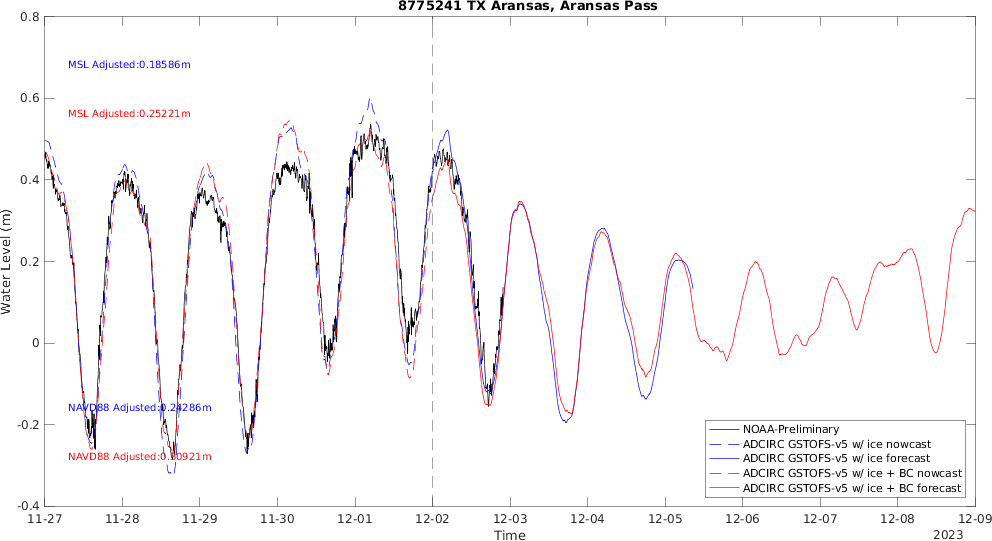 8775241 TX Aransas, Aransas Pass
0.8
0.6
0.4
0.2
0
-0.2
-0.4
Water Level (m)
MSL Adjusted:0.18586m
MSL Adjusted:0.25221m
NAVD88 Adjusted:0.24286m
NAVD88 Adjusted:0.30921m
NOAA-Preliminary
ADCIRC GSTOFS-v5 w/ ice nowcast
ADCIRC GSTOFS-v5 w/ ice forecast
ADCIRC GSTOFS-v5 w/ ice + BC nowcast
ADCIRC GSTOFS-v5 w/ ice + BC forecast
11-27 11-28 11-29 11-30 12-01 12-02 12-03 12-04 12-05 12-06 12-07 12-08 12-09
Time
2023